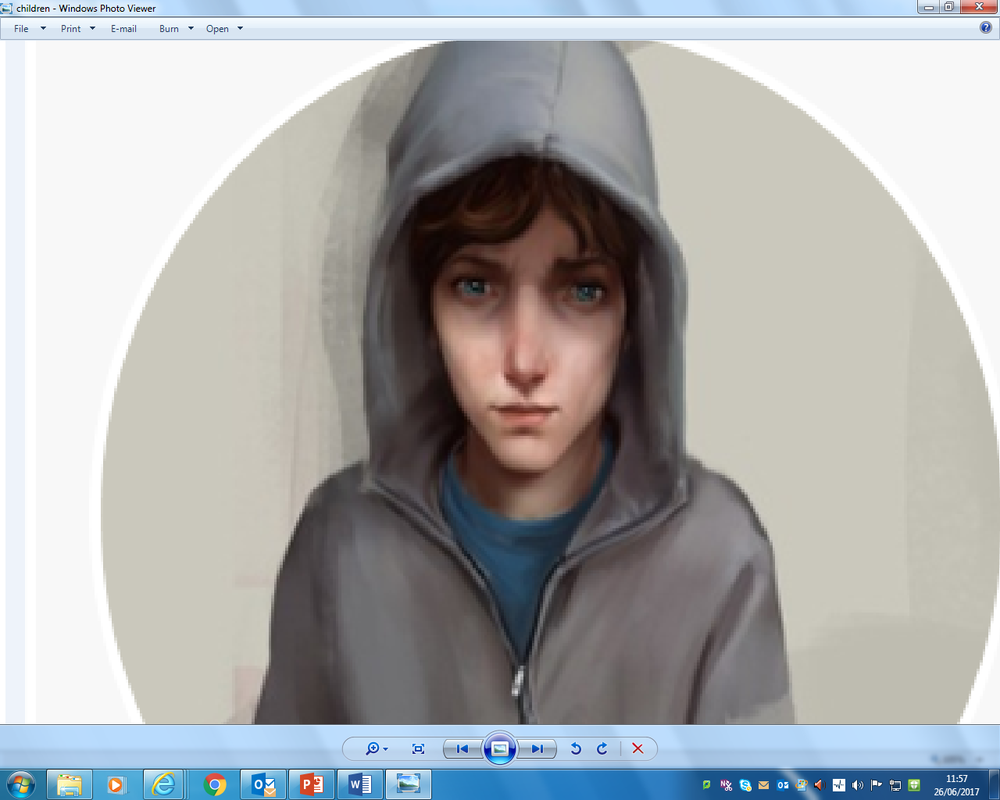 children - Windows Photo Viewer
File Print E-mail Burn Open
11:57
26/06/2017